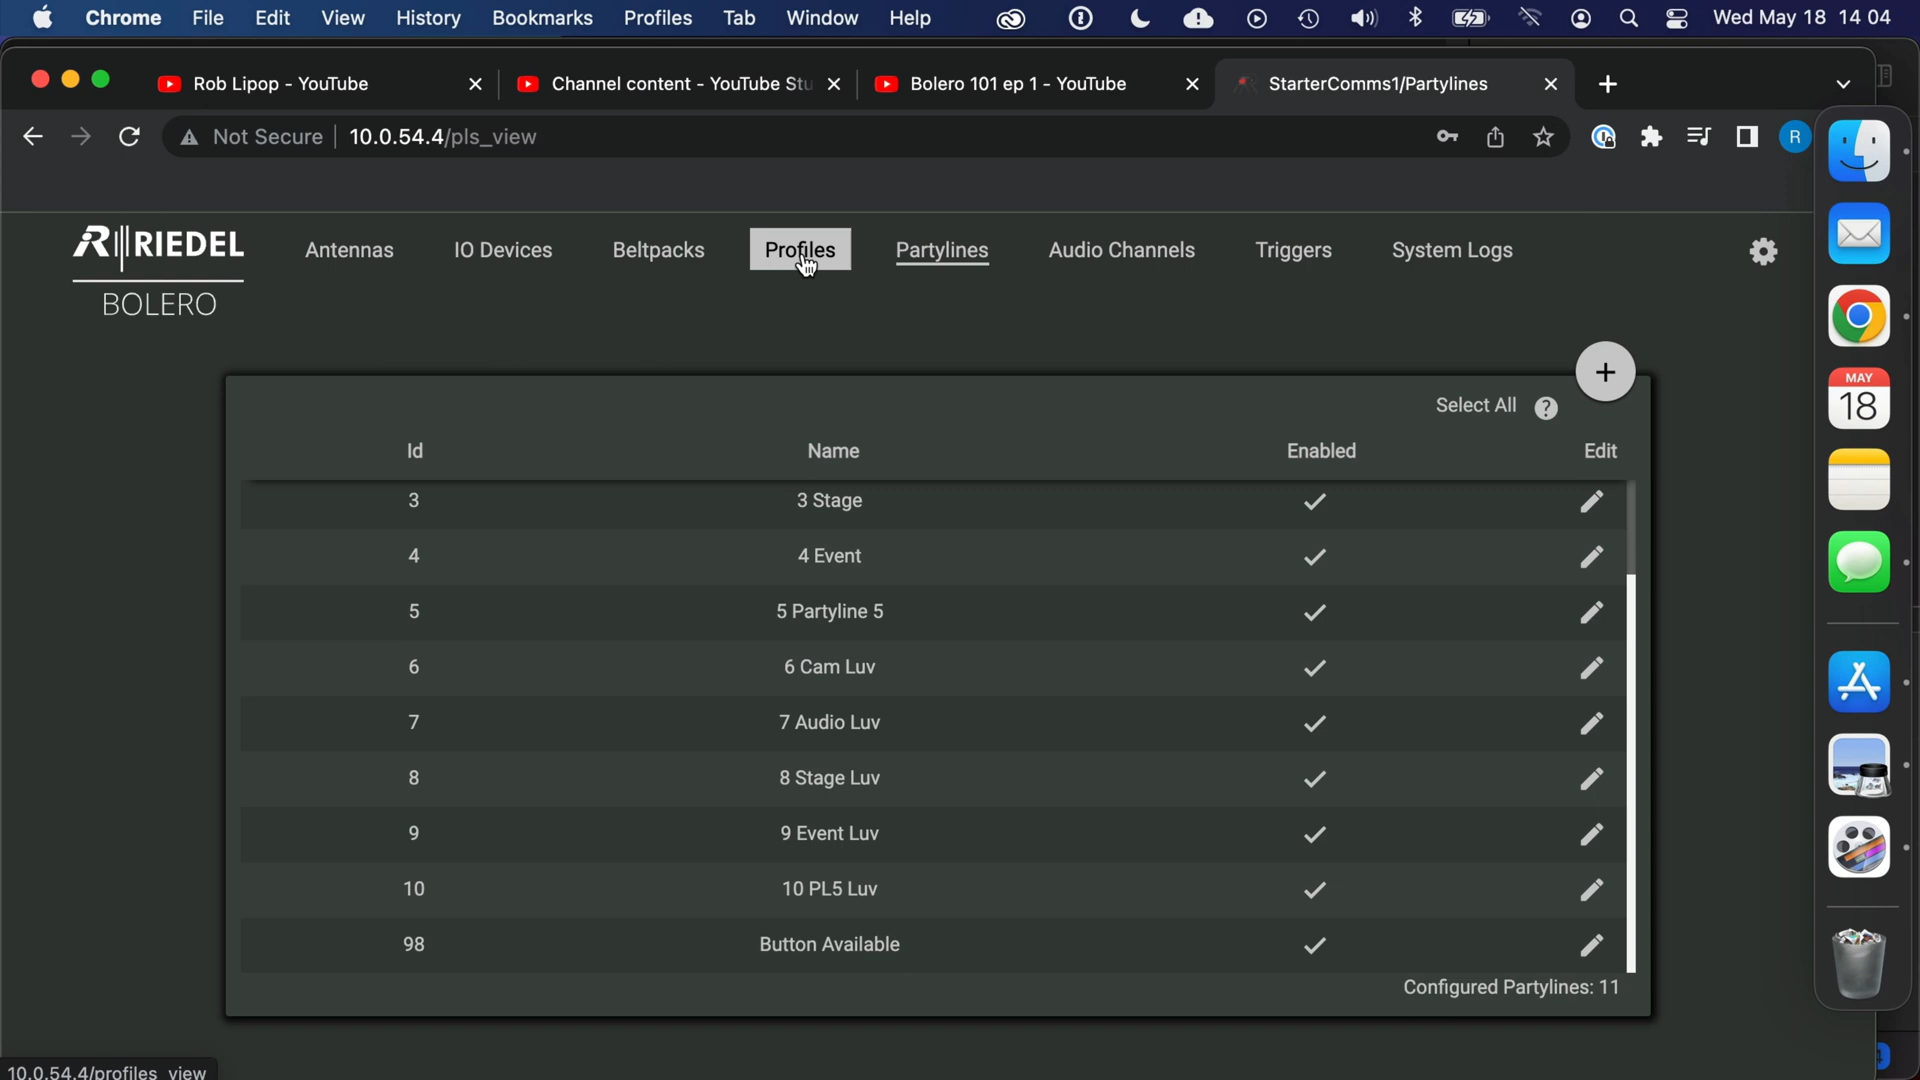 Chrome File Edit View History Bookmarks Profiles Tab Window Help Wed May 18 14 04
Rob Lipop - YouTube Channel content - YouTube Stu Bolero 101 ep 1 - YouTube StarterComms1/Partylines
Not Secure 10.0.54.4/pls_view R
RIEDEL Antennas IO Devices Beltpacks Profiles Partylines Audio Channels Triggers System Logs
BOLERO
Select All ?
Id Name Enabled Edit
3 3 Stage
4 4 Event
5 5 Partyline 5
6 6 Cam Luv
7 7 Audio Luv
8 8 Stage Luv
9 9 Event Luv
10 10 PL5 Luv
98 Button Available
Configured Partylines: 11
MAY
18
10.0.54.4/profiles_view